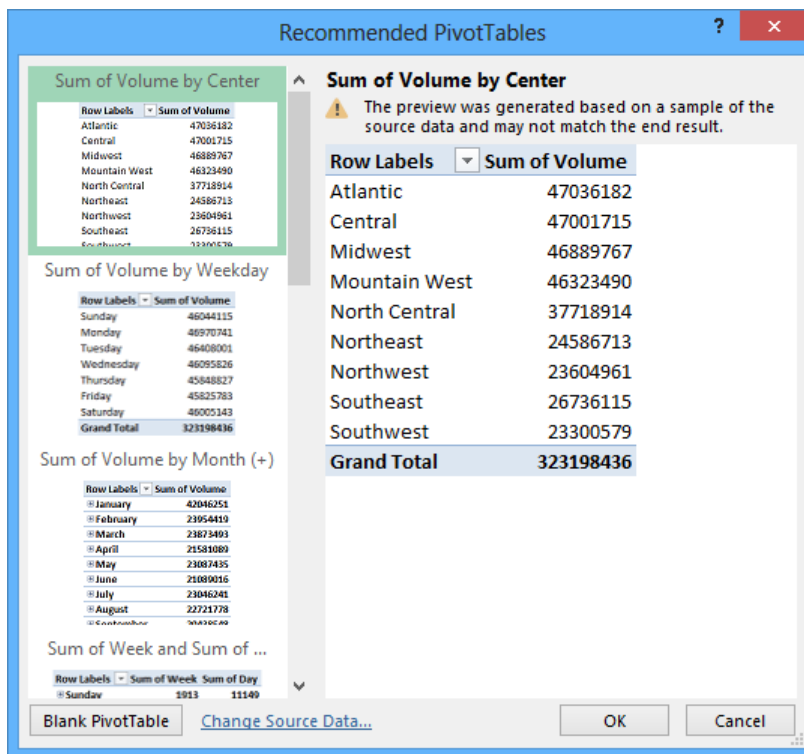 Recommended PivotTables
?
Sum of Volume by Center
Row Labels Sum of Volume
Atlantic 47036182
Central 47001715
Midwest 46889767
Mountain West 46323490
North Central 37718914
Northeast 24586713
Northwest 23604961
Southeast 26736115
Southwest 23300579
Sum of Volume by Weekday
Row Labels Sum of Volume
Sunday 46044115
Monday 46970741
Tuesday 46408001
Wednesday 46095826
Thursday 45848827
Friday 45825783
Saturday 46005143
Grand Total 323198436
Sum of Volume by Month (+)
Row Labels Sum of Volume
January 42046251
February 23954419
March 23873493
April 21581089
May 23087435
June 21089016
July 23046241
August 22721778
September
Sum of Week and Sum of ...
Row Labels Sum of Week Sum of Day
Sunday 1913 11149
Sum of Volume by Center
The preview was generated based on a sample of the
source data and may not match the end result.
Row Labels Sum of Volume
Atlantic 47036182
Central 47001715
Midwest 46889767
Mountain West 46323490
North Central 37718914
Northeast 24586713
Northwest 23604961
Southeast 26736115
Southwest 23300579
Grand Total 323198436
Blank PivotTable
Change Source Data...
OK
Cancel